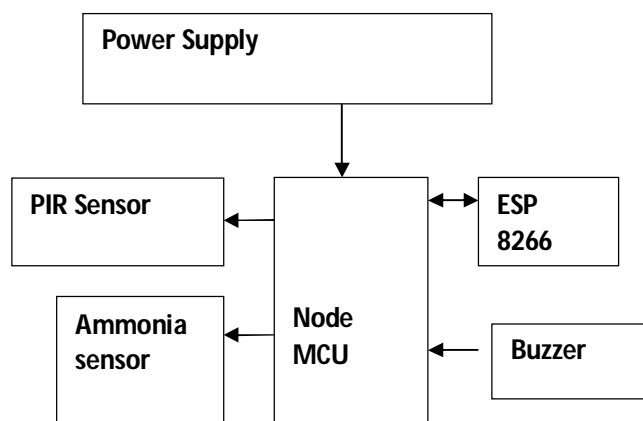 Power Supply
PIR Sensor
ESP
8266
Ammonia
sensor
Node
MCU
Buzzer